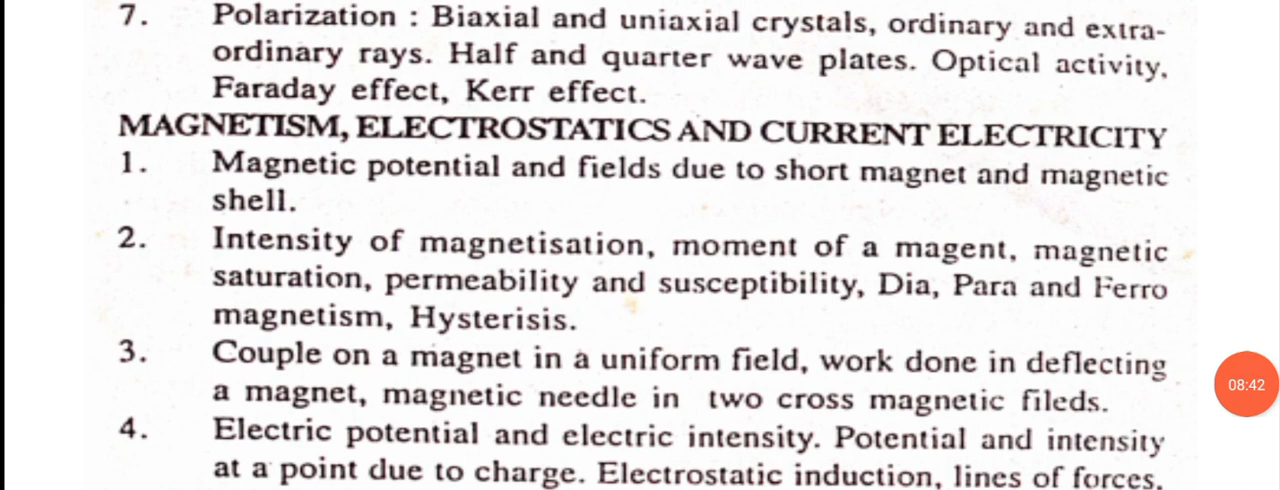 7. Polarization : Biaxial and uniaxial crystals, ordinary and extra-
ordinary rays. Half and quarter wave plates. Optical activity,
Faraday effect, Kerr effect.
MAGNETISM, ELECTROSTATICS AND CURRENT ELECTRICITY
1. Magnetic potential and fields due to short magnet and magnetic
shell.
2. Intensity of magnetisation, moment of a magent, magnetic
saturation, permeability and susceptibility, Dia, Para and Ferro
magnetism, Hysterisis.
3. Couple on a magnet in a uniform field, work done in deflecting
a magnet, magnetic needle in two cross magnetic fileds.
08:42
4. Electric potential and electric intensity. Potential and intensity
at a point due to charge. Electrostatic induction, lines of forces.